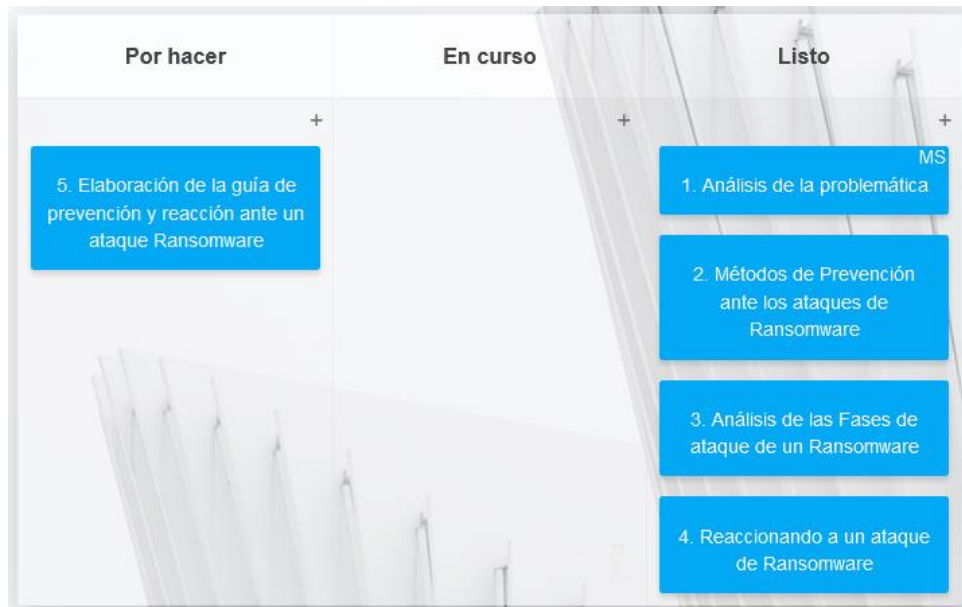 Por hacer
En curso
Listo
+
+
+
5. Elaboración de la guía de
prevención y reacción ante un
ataque Ransomware
MS
1. Análisis de la problemática
2. Métodos de Prevención
ante los ataques de
Ransomware
3. Análisis de las Fases de
ataque de un Ransomware
4. Reaccionando a un ataque
de Ransomware